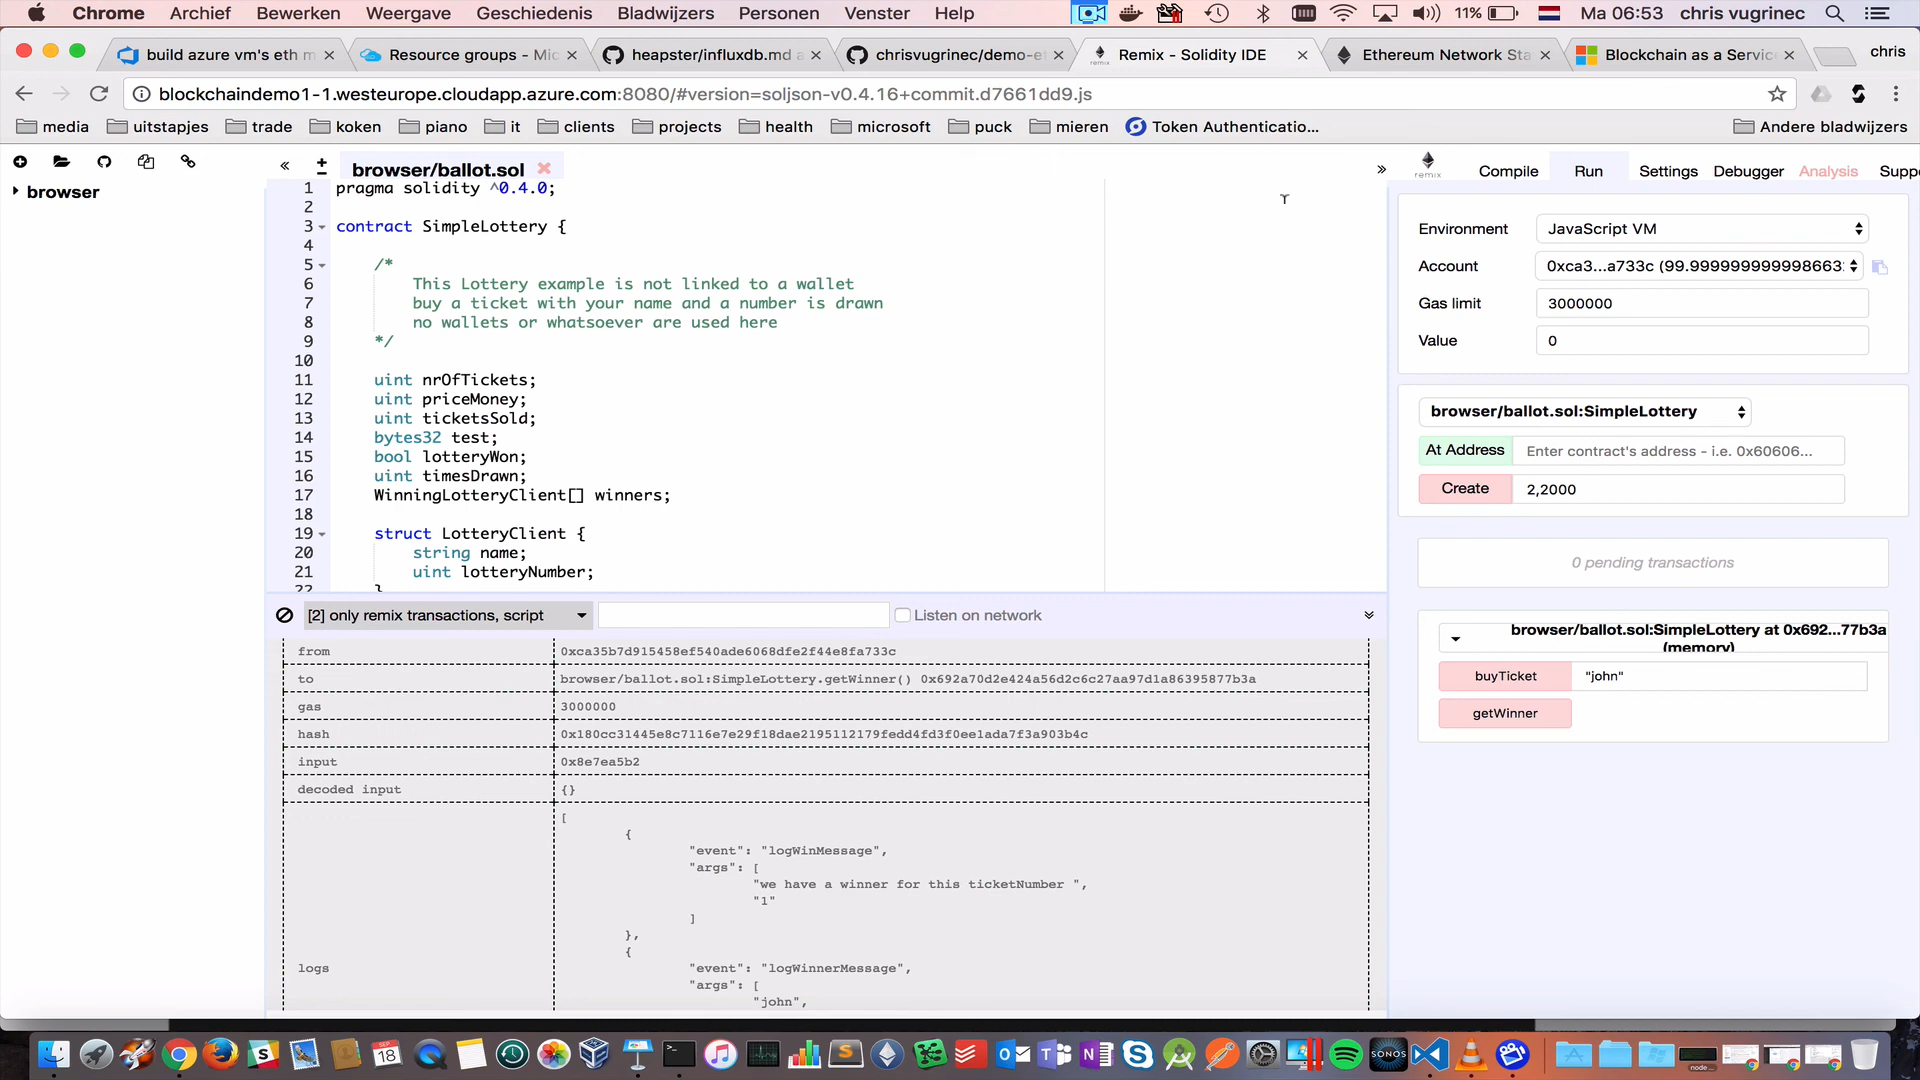 Chrome Archief Bewerken Weergave Geschiedenis Bladwijzers Personen Venster Help 11% Ma 06:53 chris vugrinec
build azure vm's eth m Resource groups - Mic heapster/influxdb.md a chrisvugrinec/demo-et Remix - Solidity IDE Ethereum Network Sta Blockchain as a Service chris
blockchaindemo1-1.westeurope.cloudapp.azure.com:8080/#version=soljson-v0.4.16+commit.d7661dd9.js
media uitstapjes trade koken piano it clients projects health microsoft puck mieren Token Authenticatio... Andere bladwijzers
browser
browser/ballot.sol
1 pragma solidity ^0.4.0;
2
3 contract SimpleLottery {
4
5 /*
6 This Lottery example is not linked to a wallet
7 buy a ticket with your name and a number is drawn
8 no wallets or whatsoever are used here
9 */
10
11 uint nrOfTickets;
12 uint priceMoney;
13 uint ticketsSold;
14 bytes32 test;
15 bool lotteryWon;
16 uint timesDrawn;
17 WinningLotteryClient[] winners;
18
19 struct LotteryClient {
20 string name;
21 uint lotteryNumber;
22 }
[2] only remix transactions, script Listen on network
from 0xca35b7d915458ef540ade6068dfe2f44e8fa733c
to browser/ballot.sol:SimpleLottery.getWinner() 0x692a70d2e424a56d2c6c27aa97d1a86395877b3a
gas 3000000
hash 0x180cc31445e8c7116e7e29f18dae2195112179fedd4fd3f0ee1ada7f3a903b4c
input 0x8e7ea5b2
decoded input {}
[
{
"event": "logWinMessage",
"args": [
"we have a winner for this ticketNumber ",
"1"
]
},
{
logs "event": "logWinnerMessage",
"args": [
"john",
remix Compile Run Settings Debugger Analysis Suppo
Environment JavaScript VM
Account 0xca3...a733c (99.999999999998663:
Gas limit 3000000
Value 0
browser/ballot.sol:SimpleLottery
At Address Enter contract's address - i.e. 0x60606...
Create 2,2000
0 pending transactions
browser/ballot.sol:SimpleLottery at 0x692...77b3a
(memory)
buyTicket "john"
getWinner
SEP
18
SONOS